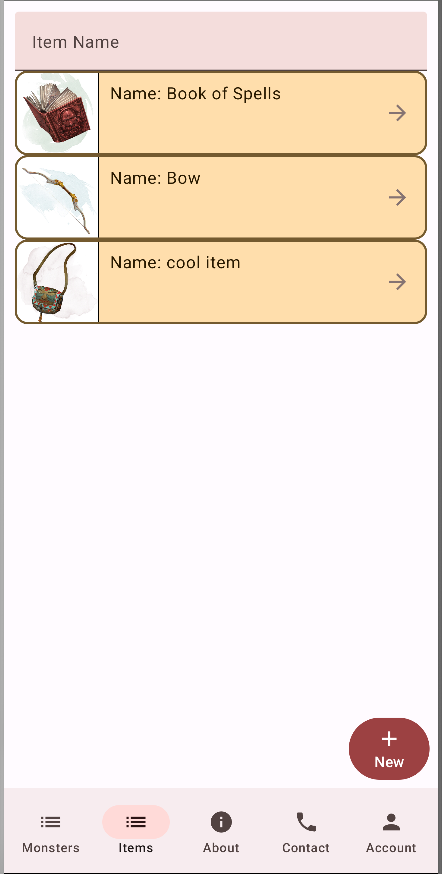 Item Name
Name: Book of Spells
Name: Bow
Name: cool item
New
Monsters
Items
About
Contact
Account